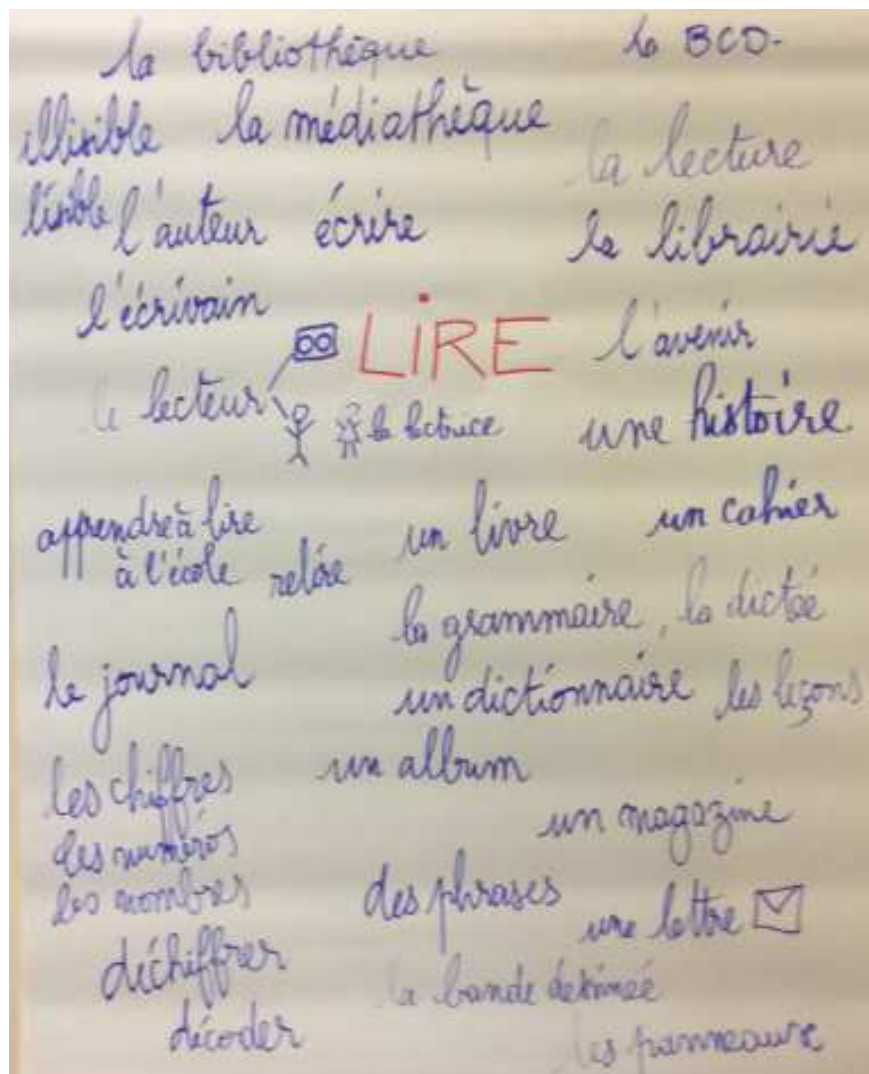 la bibliothèque
la BCD.
illisible
la médiathèque
la lecture
lisible
l'auteur
écrire
la librairie
l'écrivain
LIRE
l'avenir
le lecteur
la lectrice
une histoire
apprendre à lire
à l'école
relire
un livre
un cahier
la grammaire, la dictée
le journal
un dictionnaire
les leçons
les chiffres
un album
un magazine
les numéros
les nombres
des phrases
une lettre
déchiffrer
la bande dessinée
décoder
les panneaux